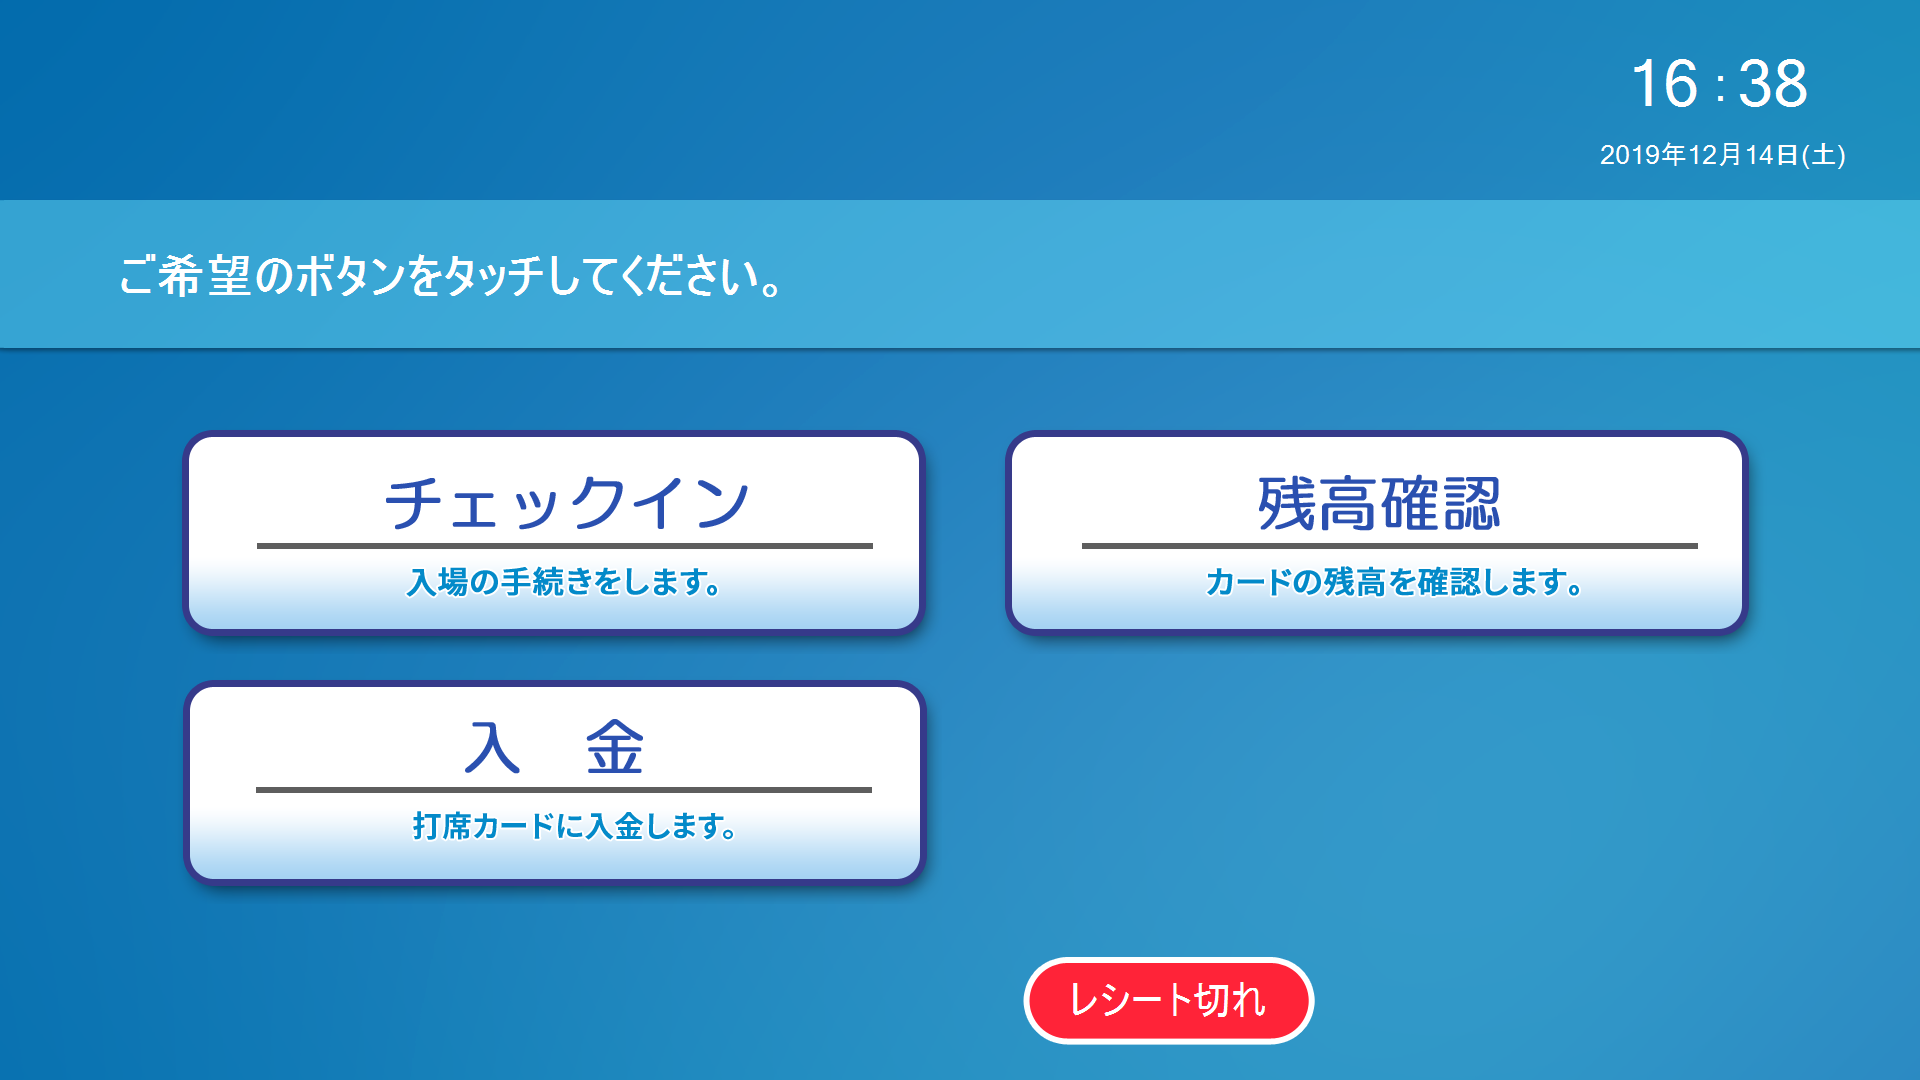 16:38
2019年12月14日(土)
ご希望のボタンをタッチしてください。
チェックイン
入場の手続きをします。
残高確認
カードの残高を確認します。
入　金
打席カードに入金します。
レシート切れ